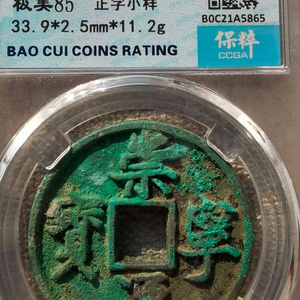 极美85 正字小样
33.9*2.5mm*11.2g
BAO CUI COINS RATING
BOC21A5865
保粹
CCGA
崇
寶 寧